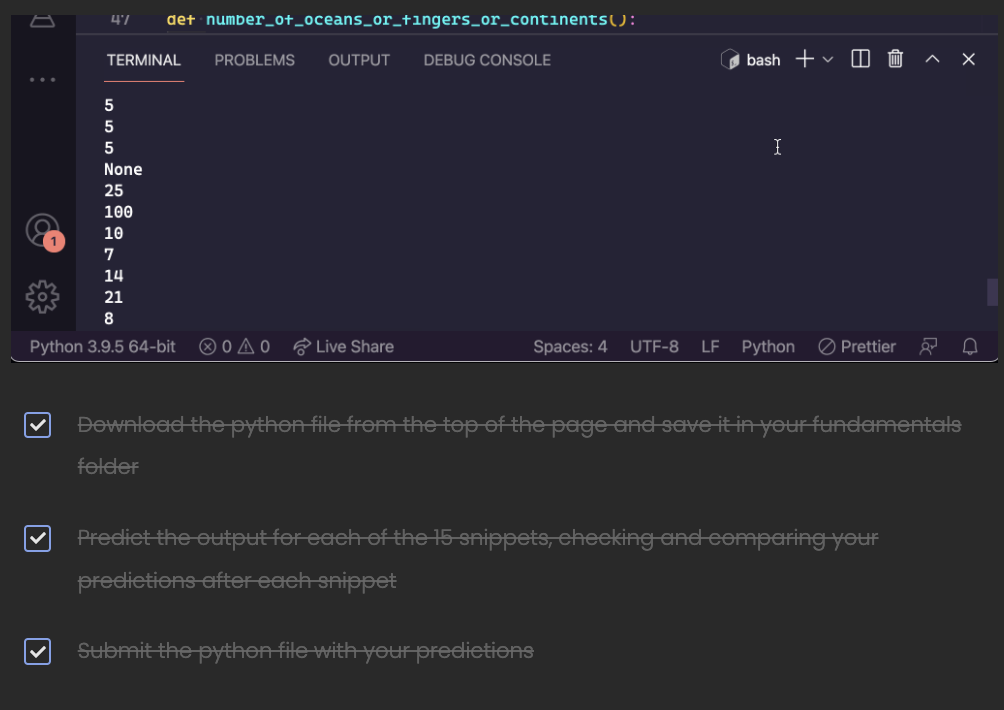 47 def number_of_oceans_or_fingers_or_continents():
TERMINAL PROBLEMS OUTPUT DEBUG CONSOLE bash
5
5
5
None
25
100
10
7
14
21
8
1
Python 3.9.5 64-bit 0 0 Live Share Spaces: 4 UTF-8 LF Python Prettier
Download the python file from the top of the page and save it in your fundamentals
folder
Predict the output for each of the 15 snippets, checking and comparing your
predictions after each snippet
Submit the python file with your predictions